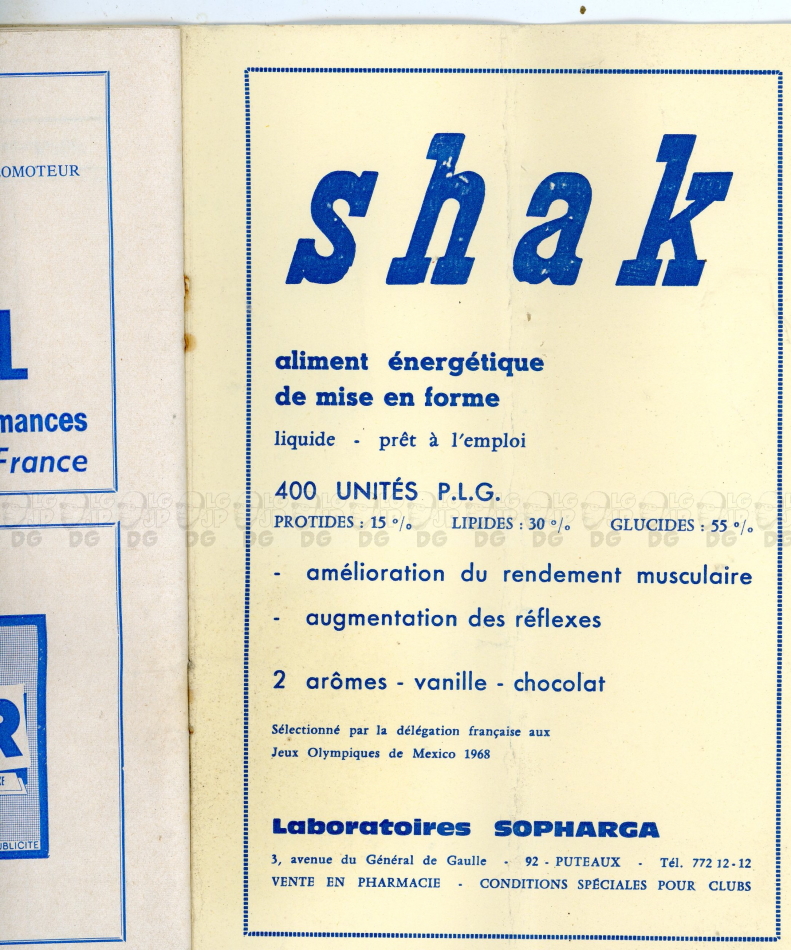 OMOTEUR
L
mances
France
R
UBLICITÉ
shak
aliment énergétique
de mise en forme
liquide - prêt à l'emploi
400 UNITÉS P.L.G.
PROTIDES : 15 % LIPIDES : 30 % GLUCIDES : 55 %
- amélioration du rendement musculaire
- augmentation des réflexes
2 arômes - vanille - chocolat
Sélectionné par la délégation française aux
Jeux Olympiques de Mexico 1968
Laboratoires SOPHARGA
3, avenue du Général de Gaulle - 92 - PUTEAUX - Tél. 772 12-12
VENTE EN PHARMACIE - CONDITIONS SPÉCIALES POUR CLUBS